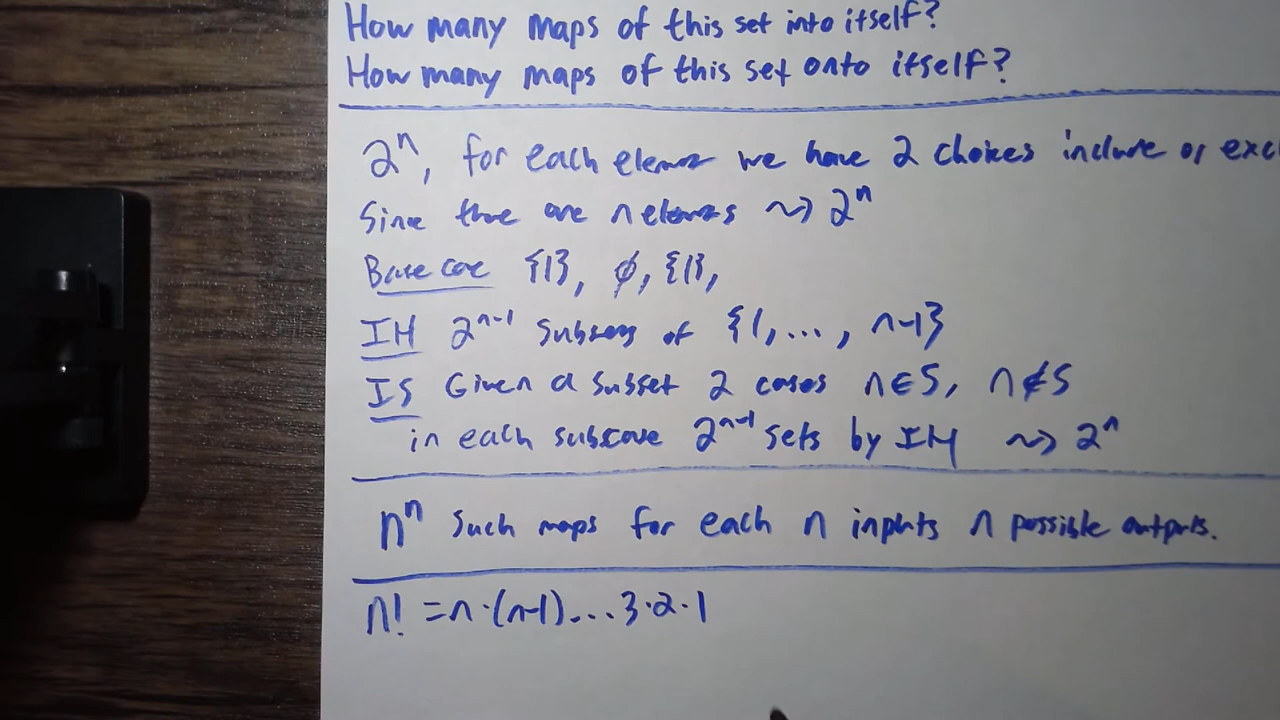 How many maps of this set into itself?
How many maps of this set onto itself?
2^n, for each element we have 2 choices include or excl
Since there are n elements ⇝ 2^n
Base case {1}, ∅, {1},
IH 2^{n-1} Subsets of {1, ..., n-1}
IS Given a subset 2 cases n∈S, n∉S
in each subcase 2^{n-1} sets by IH ⇝ 2^n
n^n such maps for each n inputs n possible outputs.
n! = n·(n-1)...3·2·1